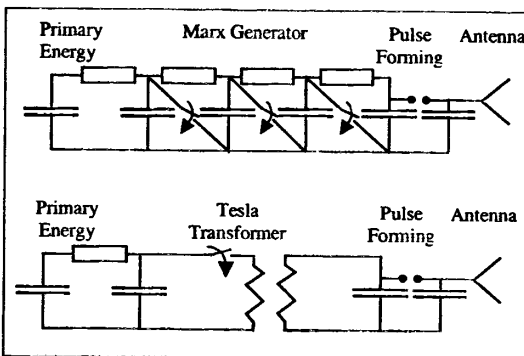 Primary
Energy
Marx Generator
Pulse
Forming
Antenna
Primary
Energy
Tesla
Transformer
Pulse
Forming
Antenna